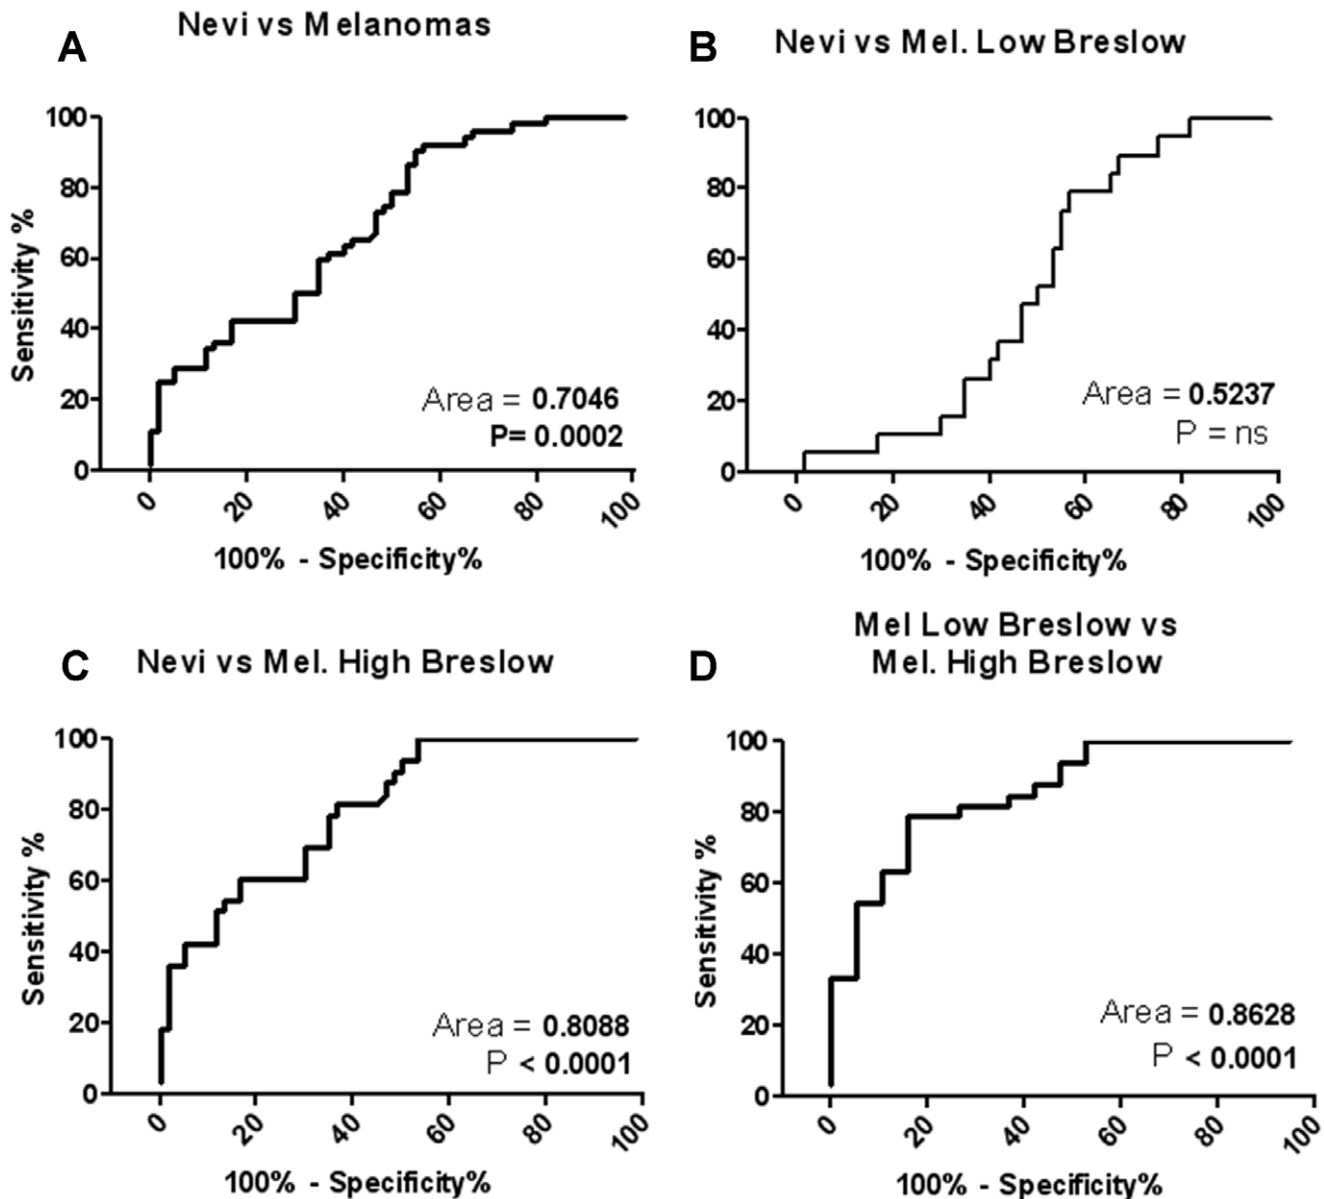 A
Nevi vs Melanomas
Sensitivity %
100
80
60
40
20
0
Area = 0.7046
P= 0.0002
0 20 40 60 80 100
100% - Specificity%
B
Nevi vs Mel. Low Breslow
100
80
60
40
20
0
Area = 0.5237
P = ns
0 20 40 60 80 100
100% - Specificity%
C
Nevi vs Mel. High Breslow
Sensitivity %
100
80
60
40
20
0
Area = 0.8088
P < 0.0001
0 20 40 60 80 100
100% - Specificity%
D
Mel Low Breslow vs
Mel. High Breslow
Sensitivity %
100
80
60
40
20
0
Area = 0.8628
P < 0.0001
0 20 40 60 80 100
100% - Specificity%